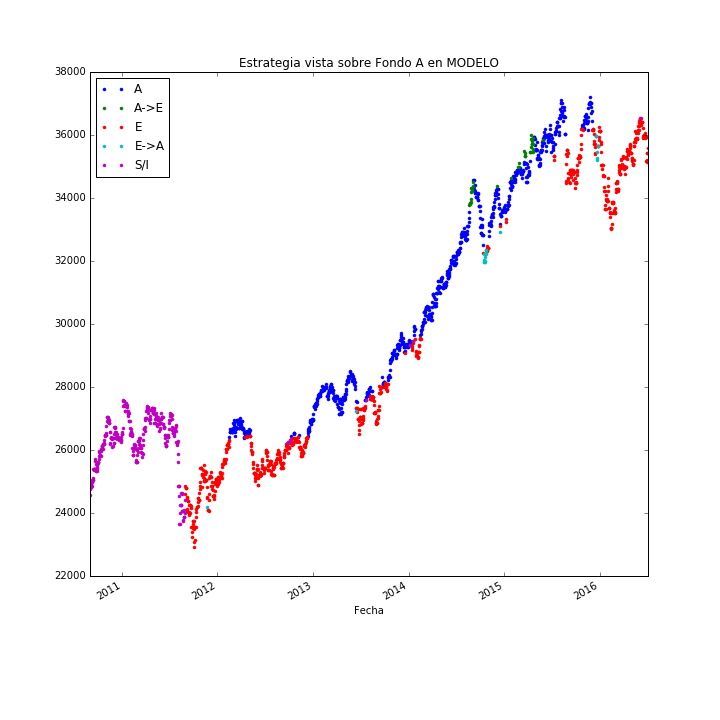 Estrategia vista sobre Fondo A en MODELO
38000
36000
34000
32000
30000
28000
26000
24000
22000
A
A->E
E
E->A
S/I
2011
2012
2013
2014
2015
2016
Fecha